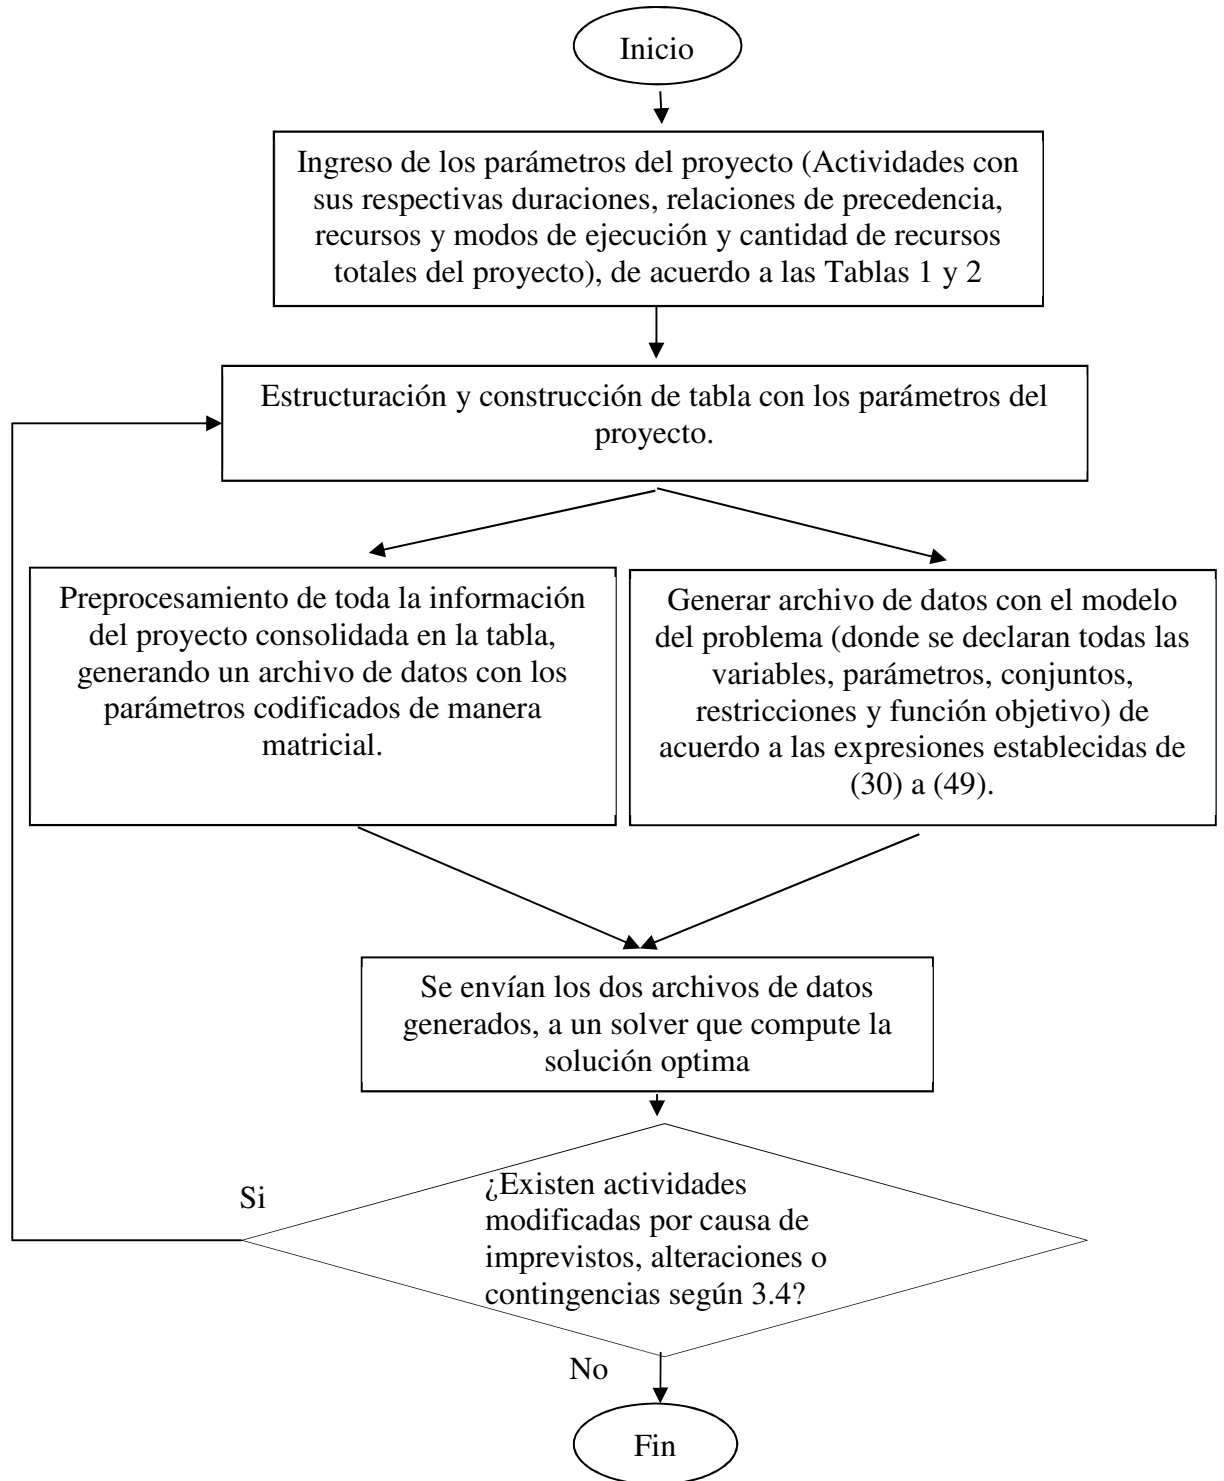 Inicio
Ingreso de los parámetros del proyecto (Actividades con
sus respectivas duraciones, relaciones de precedencia,
recursos y modos de ejecución y cantidad de recursos
totales del proyecto), de acuerdo a las Tablas 1 y 2
Estructuración y construcción de tabla con los parámetros del
proyecto.
Preprocesamiento de toda la información
del proyecto consolidada en la tabla,
generando un archivo de datos con los
parámetros codificados de manera
matricial.
Generar archivo de datos con el modelo
del problema (donde se declaran todas las
variables, parámetros, conjuntos,
restricciones y función objetivo) de
acuerdo a las expresiones establecidas de
(30) a (49).
Se envían los dos archivos de datos
generados, a un solver que compute la
solución optima
Si
¿Existen actividades
modificadas por causa de
imprevistos, alteraciones o
contingencias según 3.4?
No
Fin